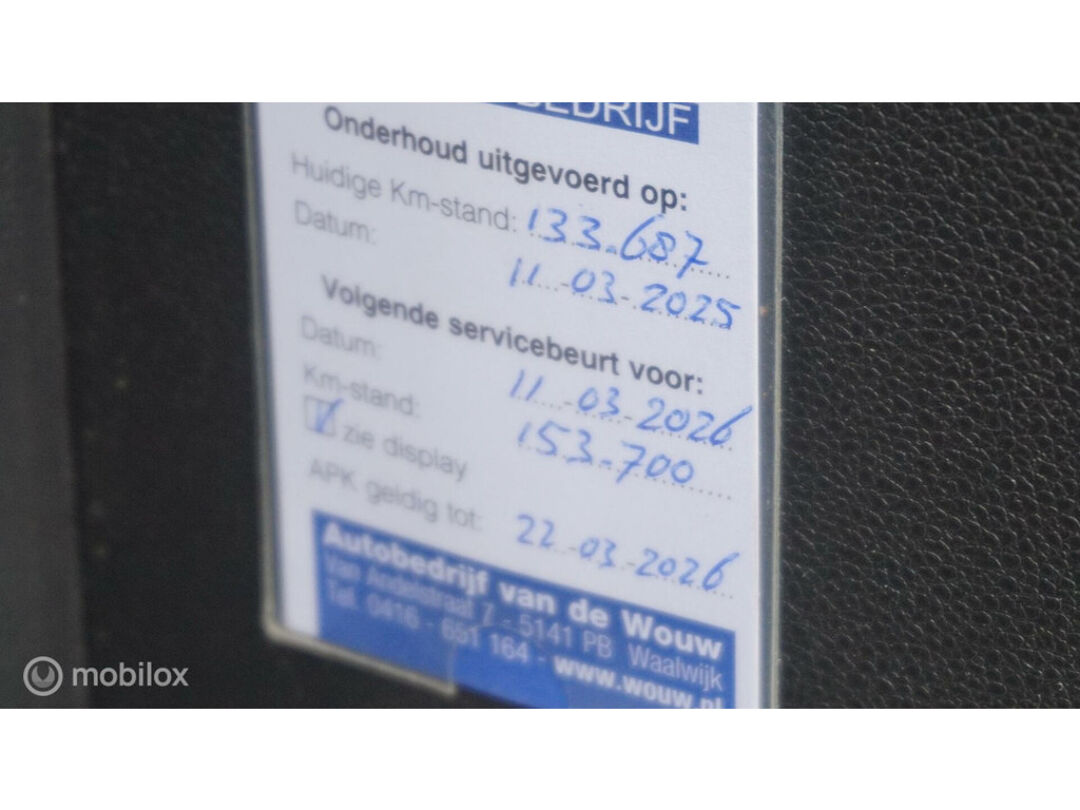 BEDRIJF
Onderhoud uitgevoerd op:
Huidige Km-stand: 133.687
Datum: 11-03-2025
Volgende servicebeurt voor:
Datum: 11-03-2026
Km-stand: 153.700
zie display
APK geldig tot: 22-03-2026
Autobedrijf van de Wouw
Van Andelstraat 7 - 5141 PB Waalwijk
Tel. 0416 - 651 164 - www.wouw.nl
mobilox